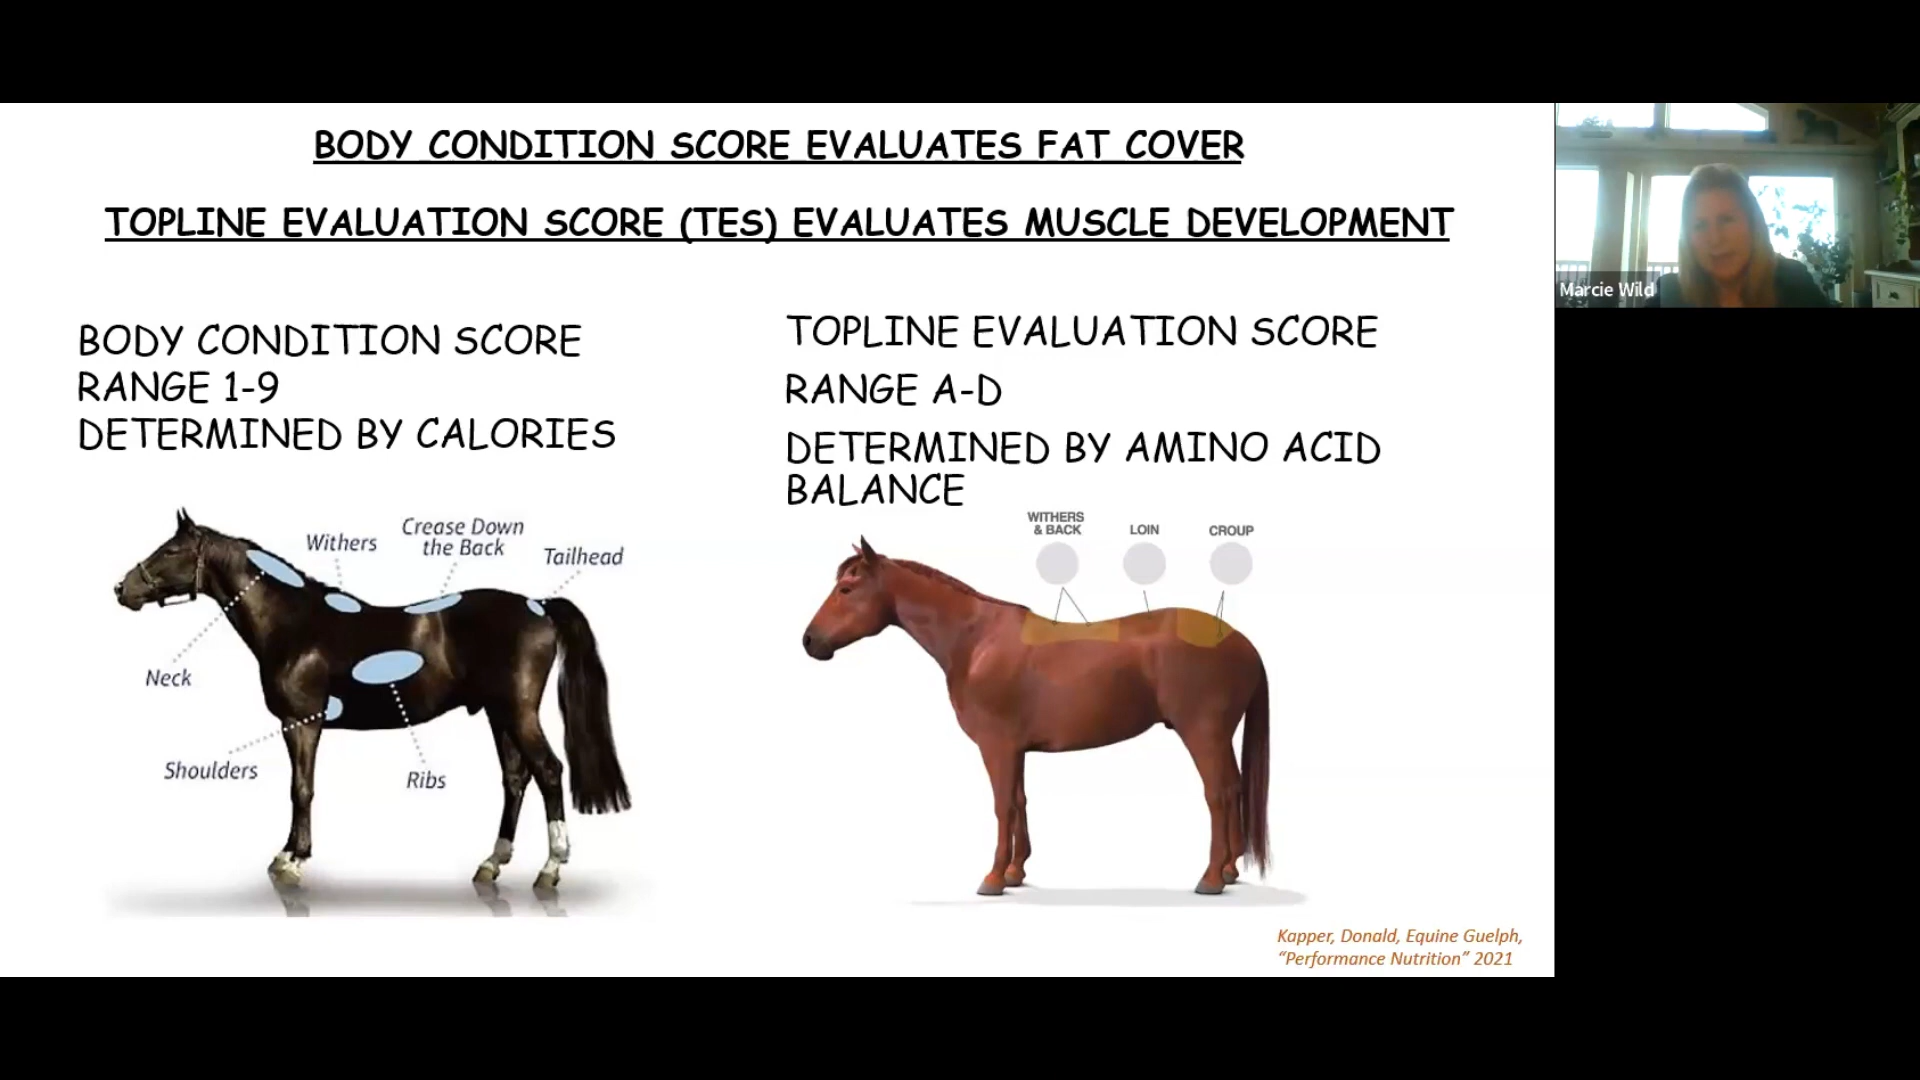 BODY CONDITION SCORE EVALUATES FAT COVER
TOPLINE EVALUATION SCORE (TES) EVALUATES MUSCLE DEVELOPMENT
BODY CONDITION SCORE
RANGE 1-9
DETERMINED BY CALORIES
Withers
Crease Down
the Back
Tailhead
Neck
Shoulders
Ribs
TOPLINE EVALUATION SCORE
RANGE A-D
DETERMINED BY AMINO ACID
BALANCE
WITHERS
& BACK
LOIN
CROUP
Kapper, Donald, Equine Guelph,
“Performance Nutrition” 2021
Marcie Wild